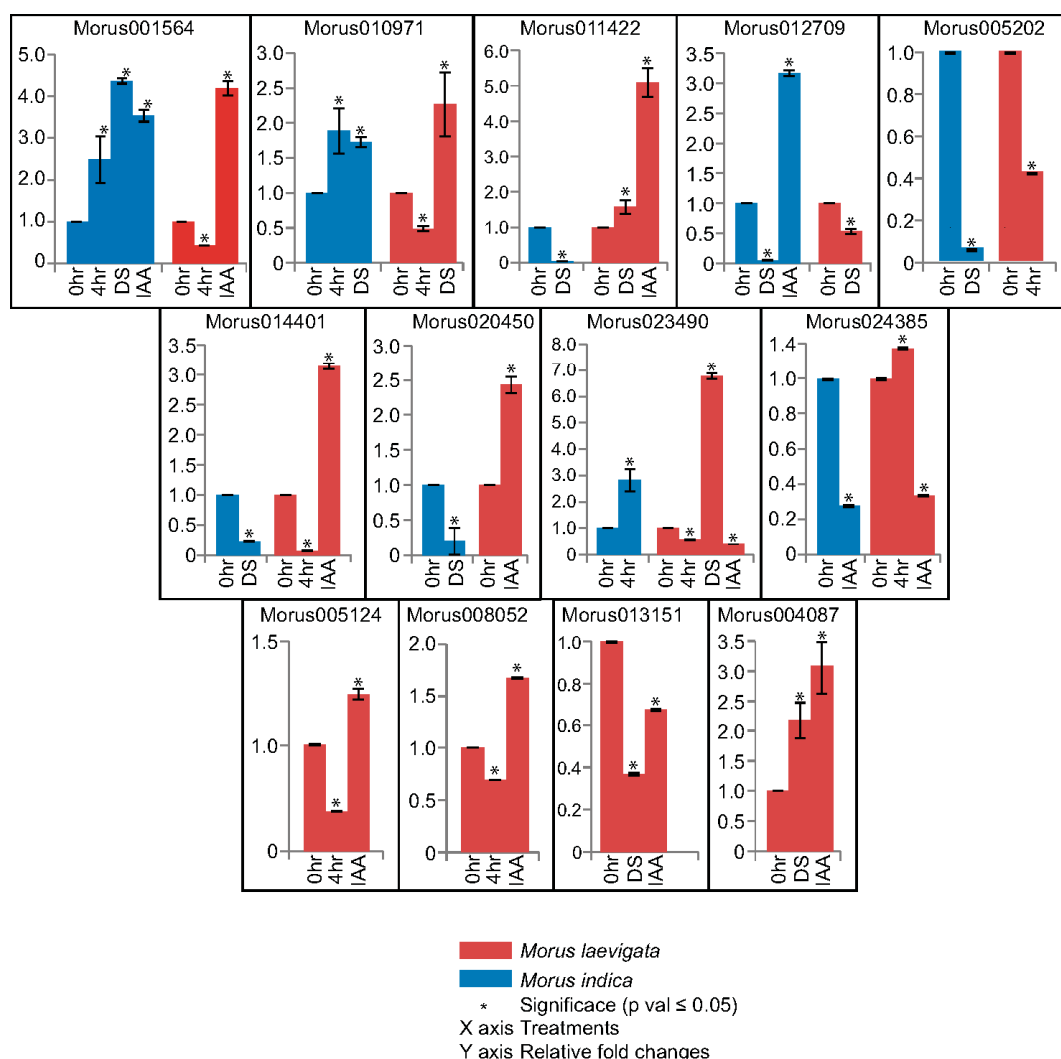 Morus001564
5.0
4.0
3.0
2.0
1.0
0
*
*
*
*
*
0hr
4hr
DS
IAA
0hr
4hr
IAA
Morus010971
3.0
2.5
2.0
1.5
1.0
0.5
0
*
*
*
*
0hr
4hr
DS
0hr
4hr
DS
Morus011422
6.0
5.0
4.0
3.0
2.0
1.0
0
*
*
*
0hr
DS
0hr
DS
IAA
Morus012709
3.5
3.0
2.5
2.0
1.5
1.0
0.5
0
*
*
*
0hr
DS
IAA
0hr
DS
Morus005202
1.0
0.8
0.6
0.4
0.2
0
*
*
0hr
DS
0hr
4hr
Morus014401
3.5
3.0
2.5
2.0
1.5
1.0
0.5
0
*
*
*
0hr
DS
0hr
4hr
IAA
Morus020450
3.0
2.5
2.0
1.5
1.0
0.5
0
*
*
0hr
DS
0hr
IAA
Morus023490
8.0
7.0
6.0
5.0
4.0
3.0
2.0
1.0
0
*
*
*
*
0hr
4hr
0hr
4hr
DS
IAA
Morus024385
1.4
1.2
1.0
0.8
0.6
0.4
0.2
0
*
*
*
0hr
IAA
0hr
4hr
IAA
Morus005124
1.5
1.0
0
*
*
0hr
4hr
IAA
Morus008052
2.0
1.5
1.0
0.5
0
*
*
0hr
4hr
IAA
Morus013151
1.0
0.8
0.6
0.4
0.2
0
*
*
0hr
DS
IAA
Morus004087
3.5
3.0
2.5
2.0
1.5
1.0
0.5
0
*
*
0hr
DS
IAA
Morus laevigata
Morus indica
* Significace (p val ≤ 0.05)
X axis Treatments
Y axis Relative fold changes